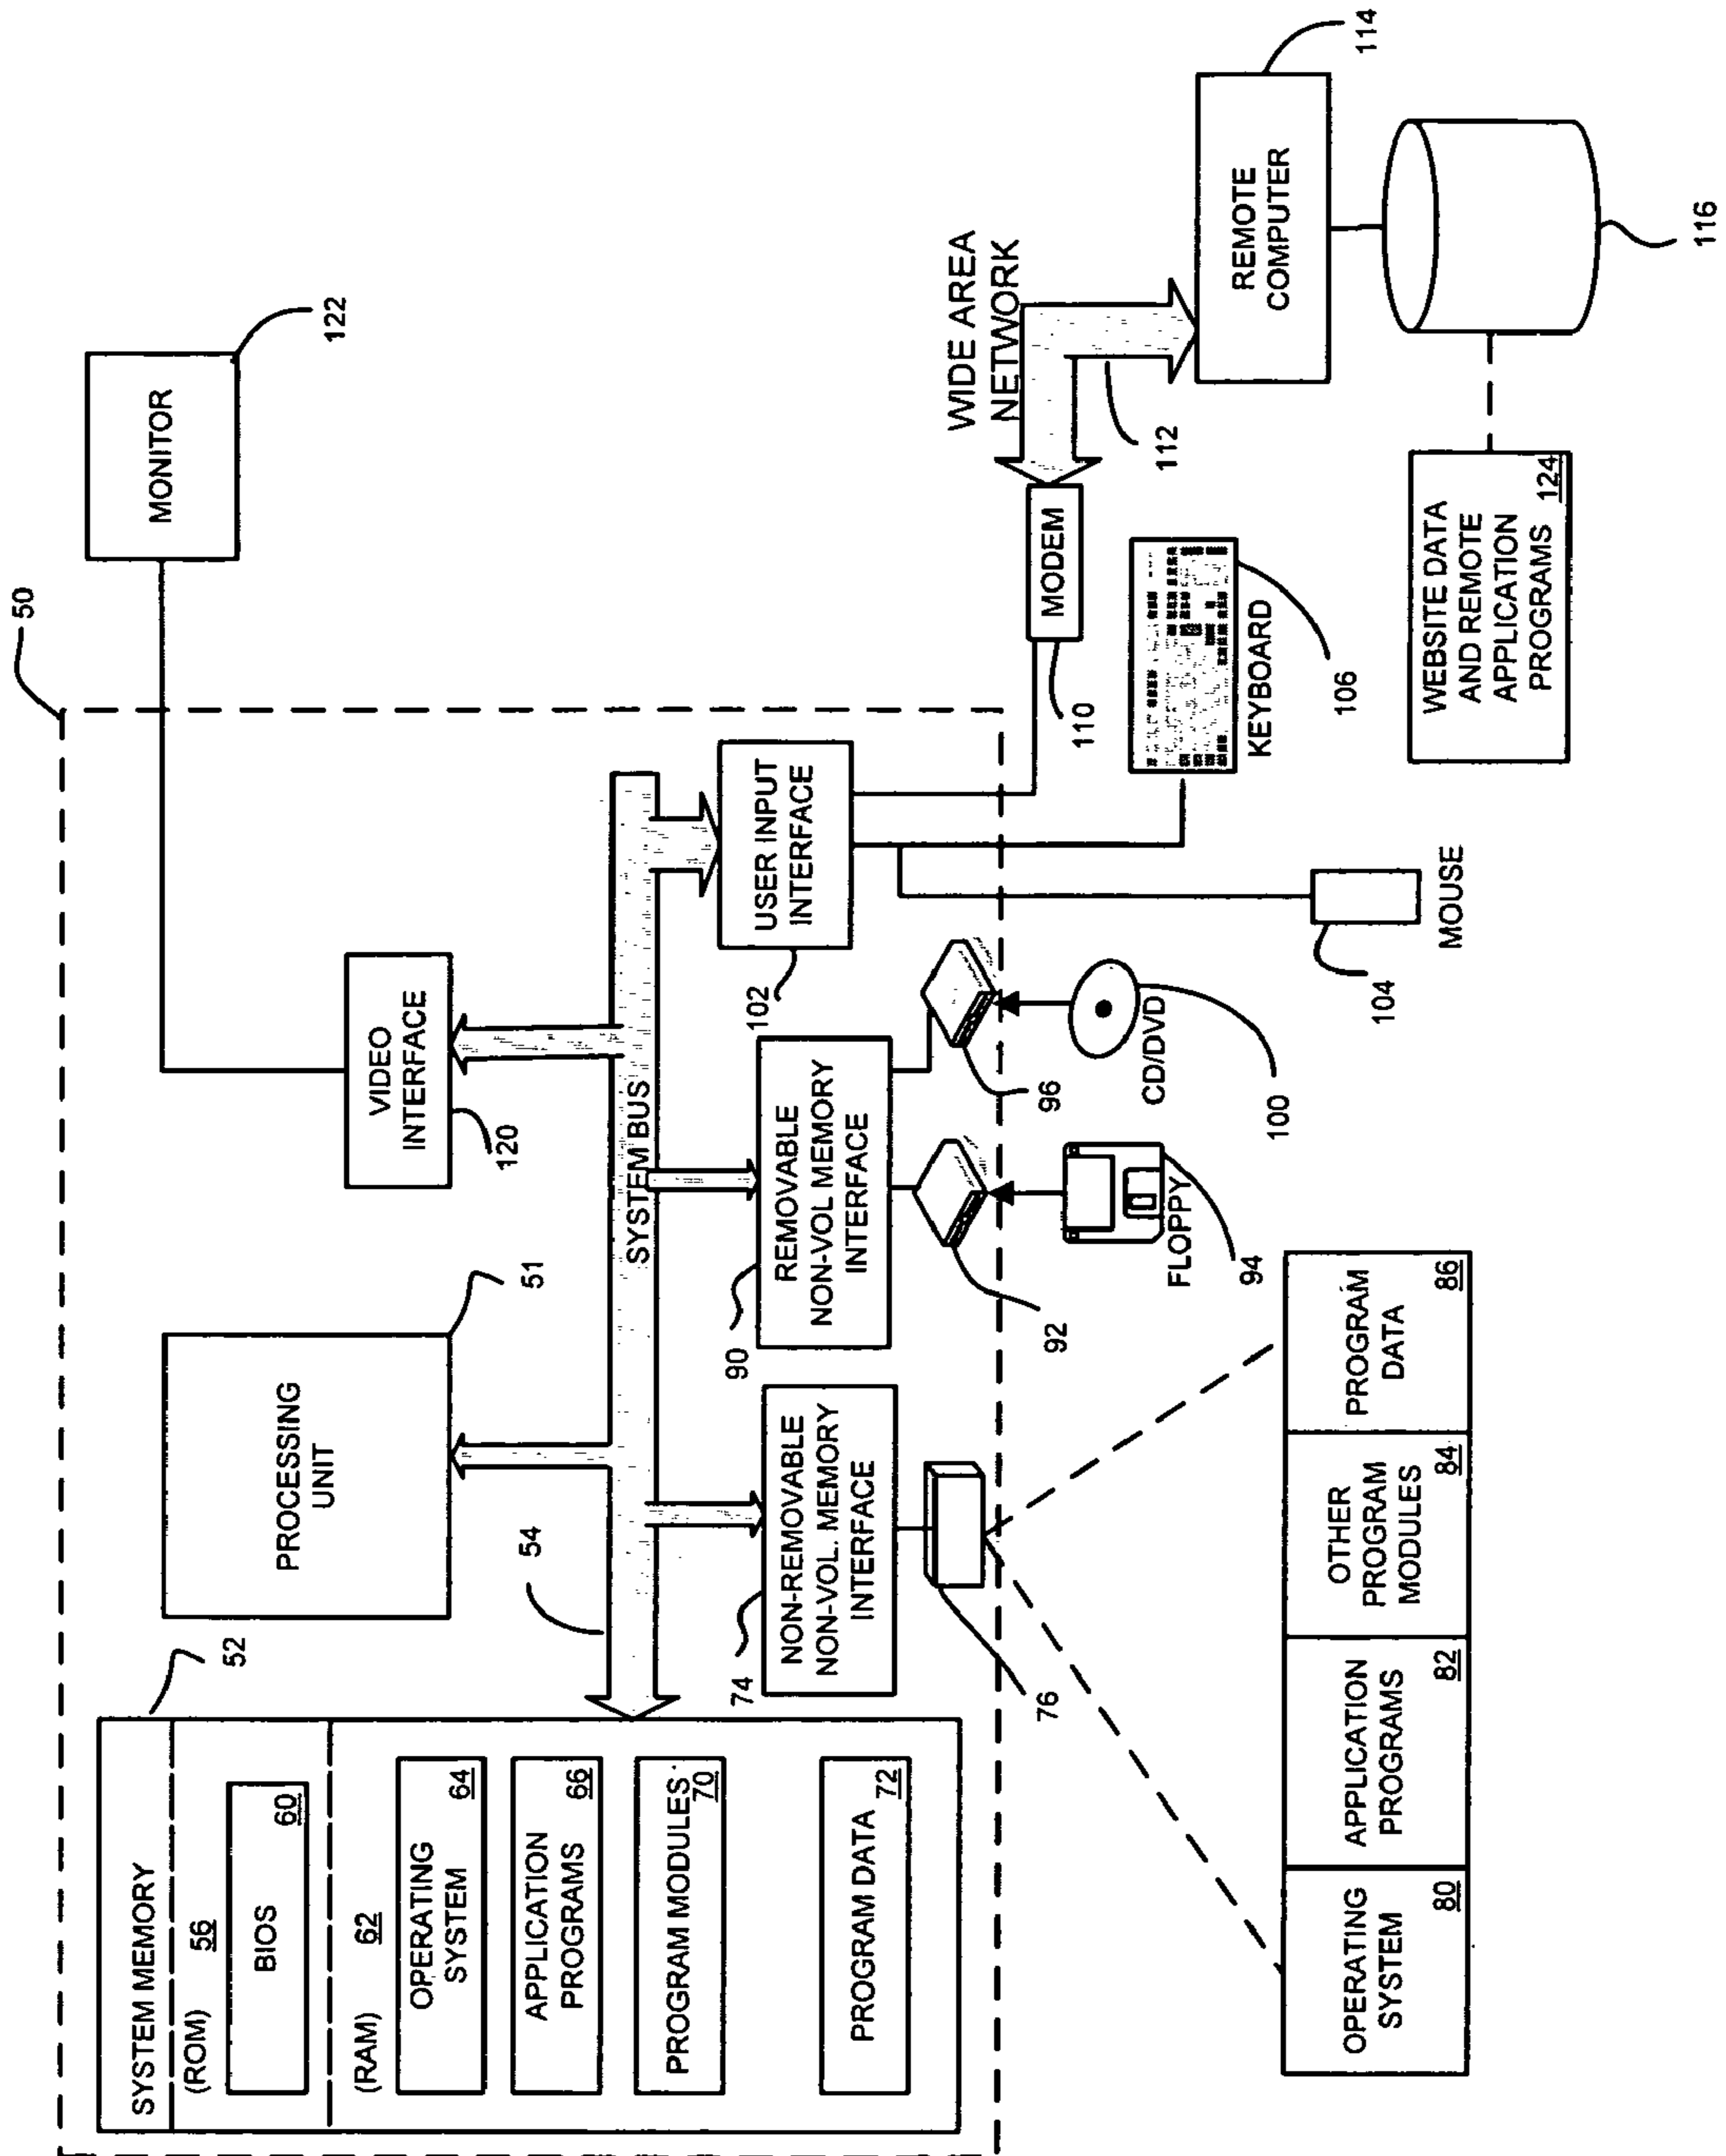 50
SYSTEM MEMORY
52
(ROM) 56
BIOS
60
(RAM) 62
OPERATING
SYSTEM
64
APPLICATION
PROGRAMS
66
PROGRAM MODULES
70
PROGRAM DATA
72
PROCESSING
UNIT
51
VIDEO
INTERFACE
120
MONITOR
122
54
SYSTEM BUS
74
NON-REMOVABLE
NON-VOL. MEMORY
INTERFACE
76
90
REMOVABLE
NON-VOL MEMORY
INTERFACE
92
96
102
USER INPUT
INTERFACE
FLOPPY
94
CD/DVD
100
MOUSE
104
KEYBOARD
106
MODEM
110
WIDE AREA
NETWORK
112
REMOTE
COMPUTER
114
116
WEBSITE DATA
AND REMOTE
APPLICATION
PROGRAMS
124
OPERATING
SYSTEM
80
APPLICATION
PROGRAMS
82
OTHER
PROGRAM
MODULES
84
PROGRAM
DATA
86